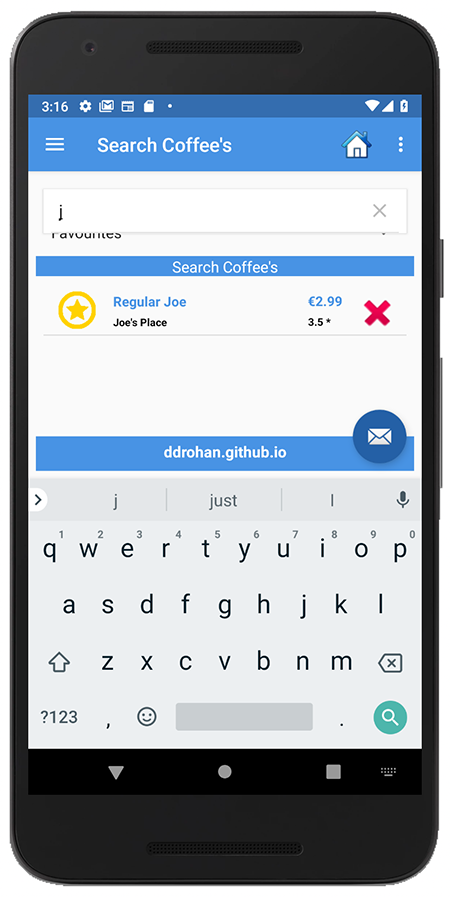 3:16
Search Coffee's
j
Favourites
Search Coffee's
Regular Joe €2.99
Joe's Place 3.5 *
ddrohan.github.io
j just I
1 2 3 4 5 6 7 8 9 0
q w e r t y u i o p
a s d f g h j k l
z x c v b n m
?123 , .